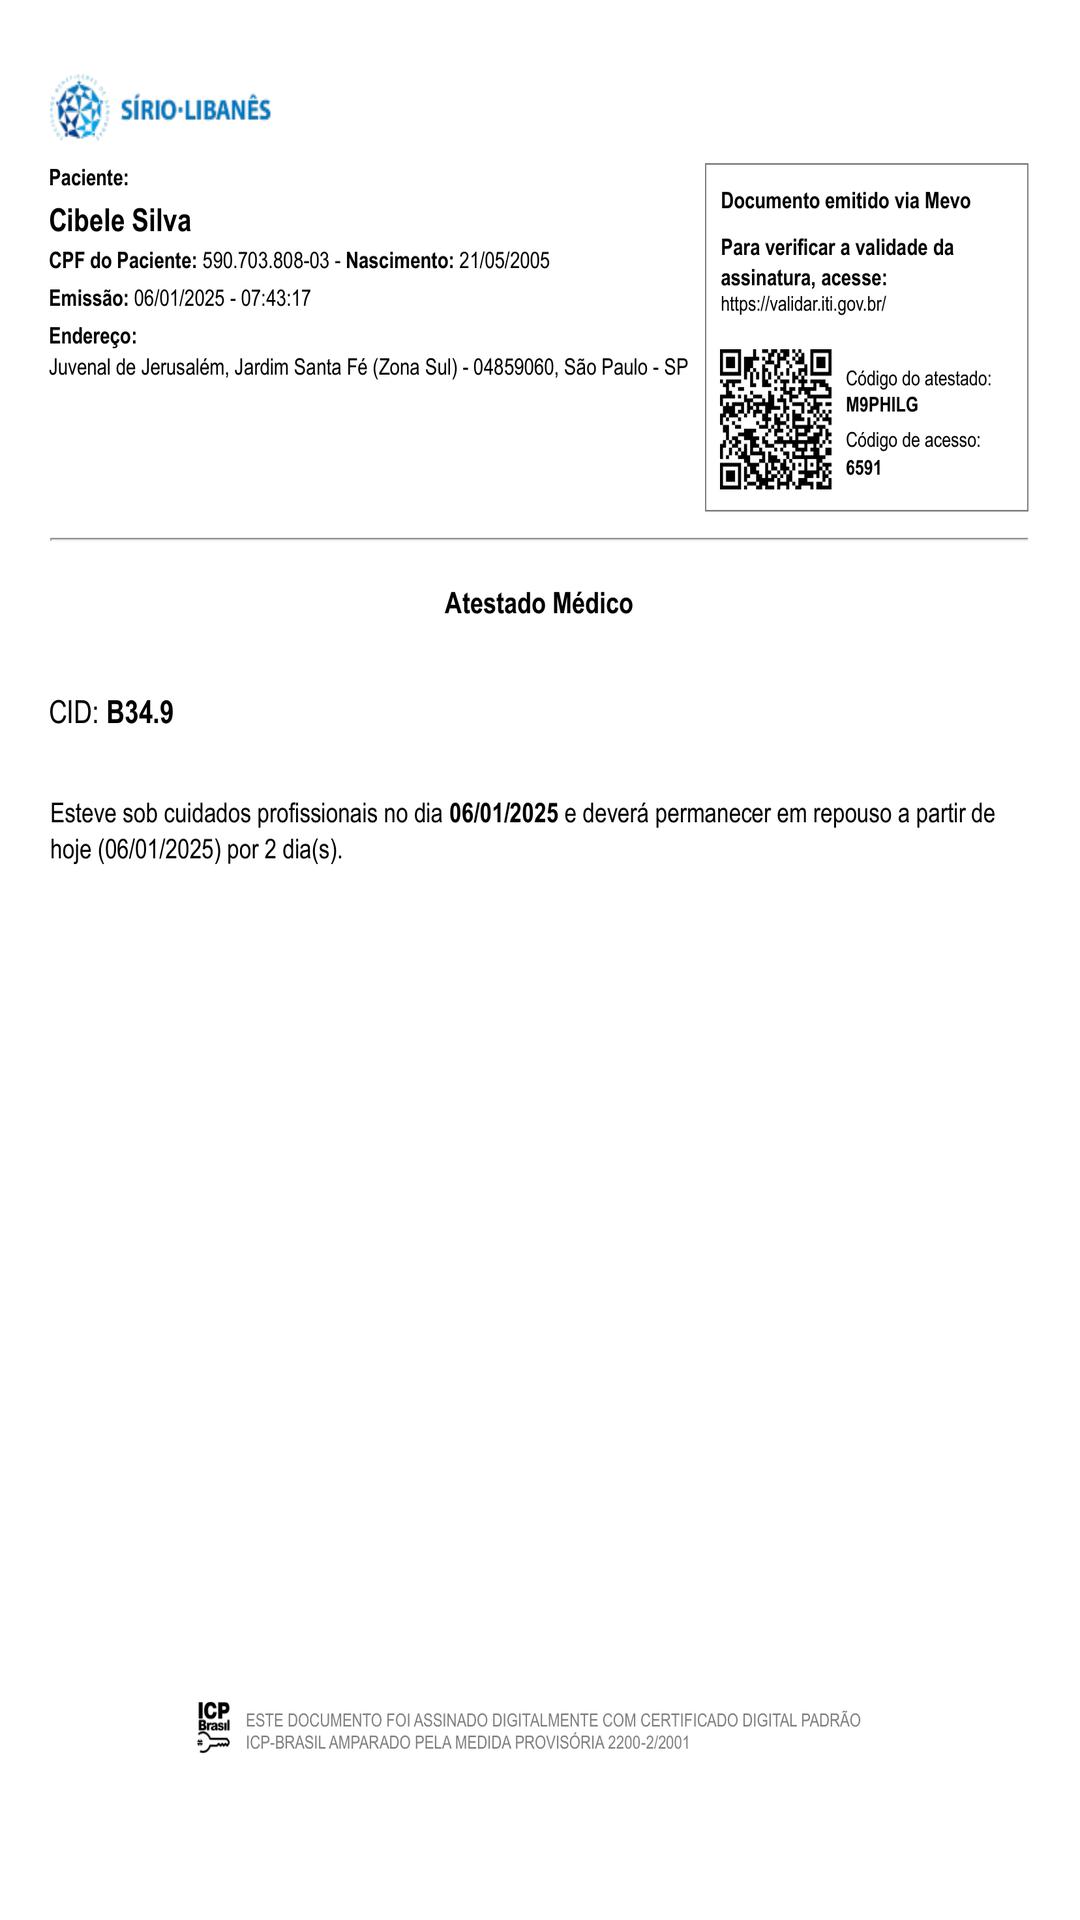 SÍRIO·LIBANÊS
Paciente:
Cibele Silva
CPF do Paciente: 590.703.808-03 - Nascimento: 21/05/2005
Emissão: 06/01/2025 - 07:43:17
Endereço:
Juvenal de Jerusalém, Jardim Santa Fé (Zona Sul) - 04859060, São Paulo - SP
Documento emitido via Mevo
Para verificar a validade da
assinatura, acesse:
https://validar.iti.gov.br/
Código do atestado:
M9PHILG
Código de acesso:
6591
Atestado Médico
CID: B34.9
Esteve sob cuidados profissionais no dia 06/01/2025 e deverá permanecer em repouso a partir de
hoje (06/01/2025) por 2 dia(s).
ICP
Brasil
ESTE DOCUMENTO FOI ASSINADO DIGITALMENTE COM CERTIFICADO DIGITAL PADRÃO
ICP-BRASIL AMPARADO PELA MEDIDA PROVISÓRIA 2200-2/2001